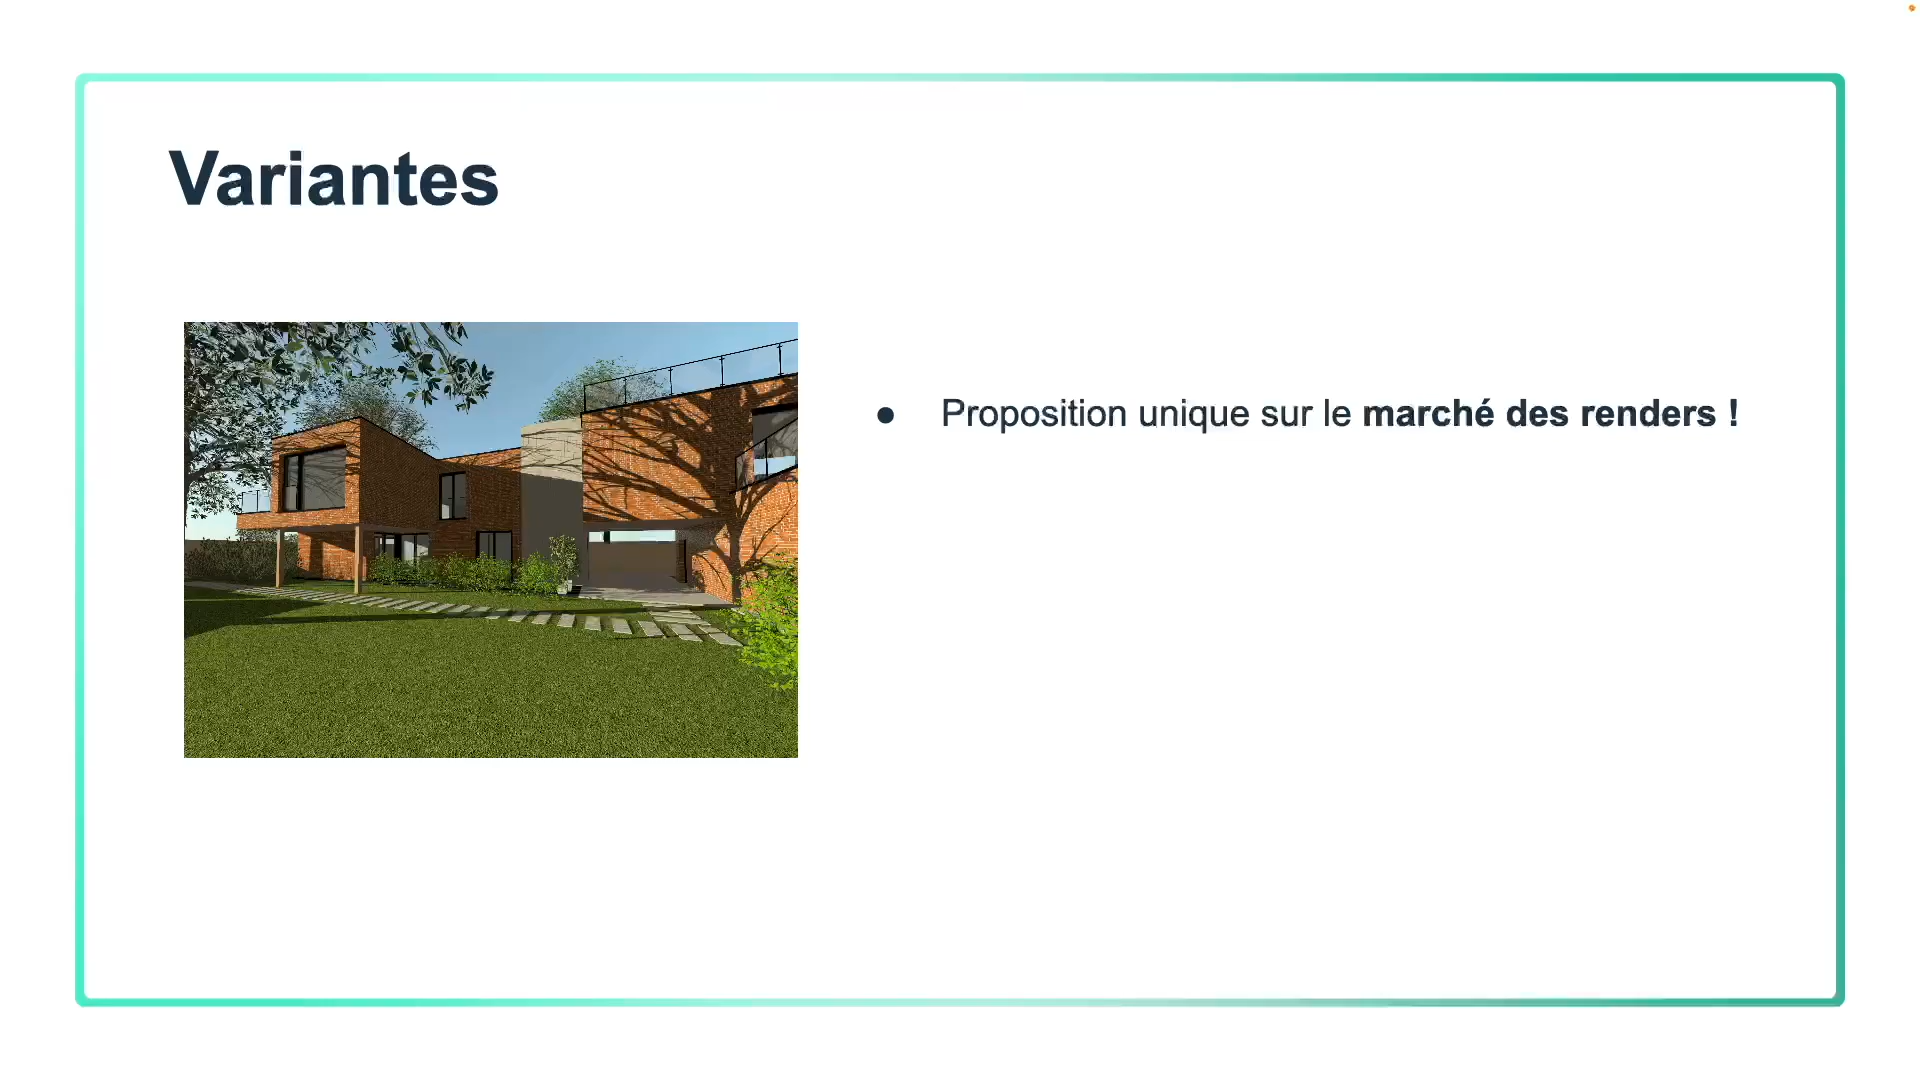 Variantes
● Proposition unique sur le marché des renders !